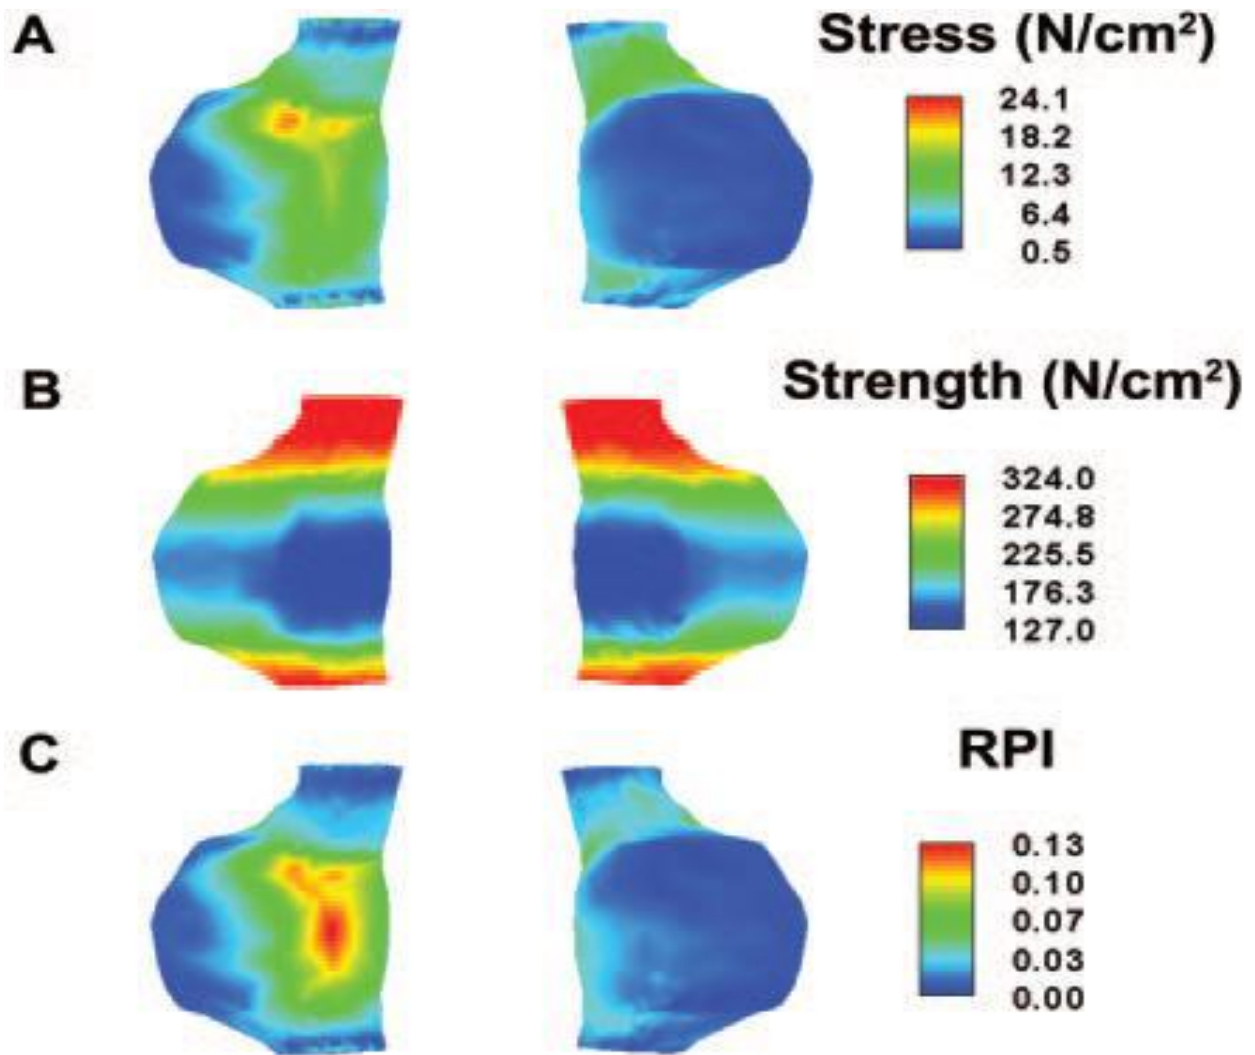 A
Stress (N/cm²)
24.1
18.2
12.3
6.4
0.5
B
Strength (N/cm²)
324.0
274.8
225.5
176.3
127.0
C
RPI
0.13
0.10
0.07
0.03
0.00